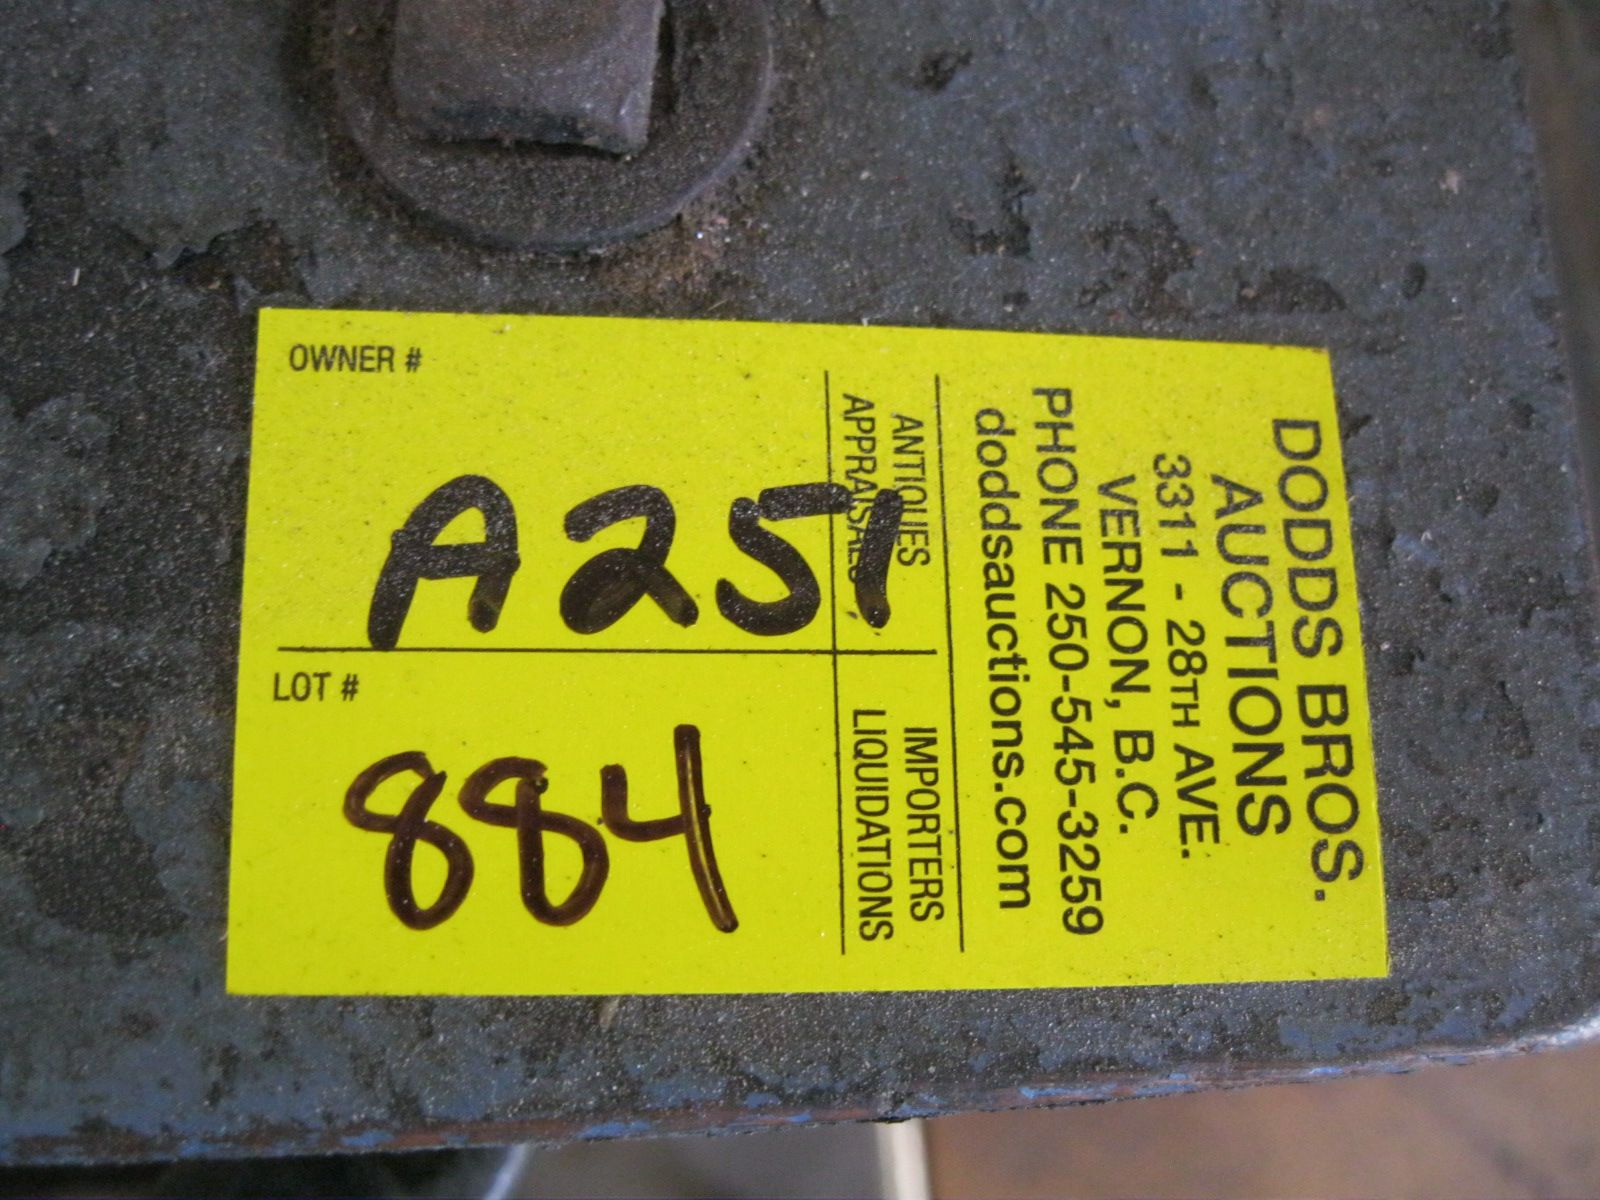 OWNER #
A251
LOT #
884
ANTIQUES
APPRAISALS
IMPORTERS
LIQUIDATIONS
DODDS BROS.
AUCTIONS
3311 - 28TH AVE.
VERNON, B.C.
PHONE 250-545-3259
doddsauctions.com